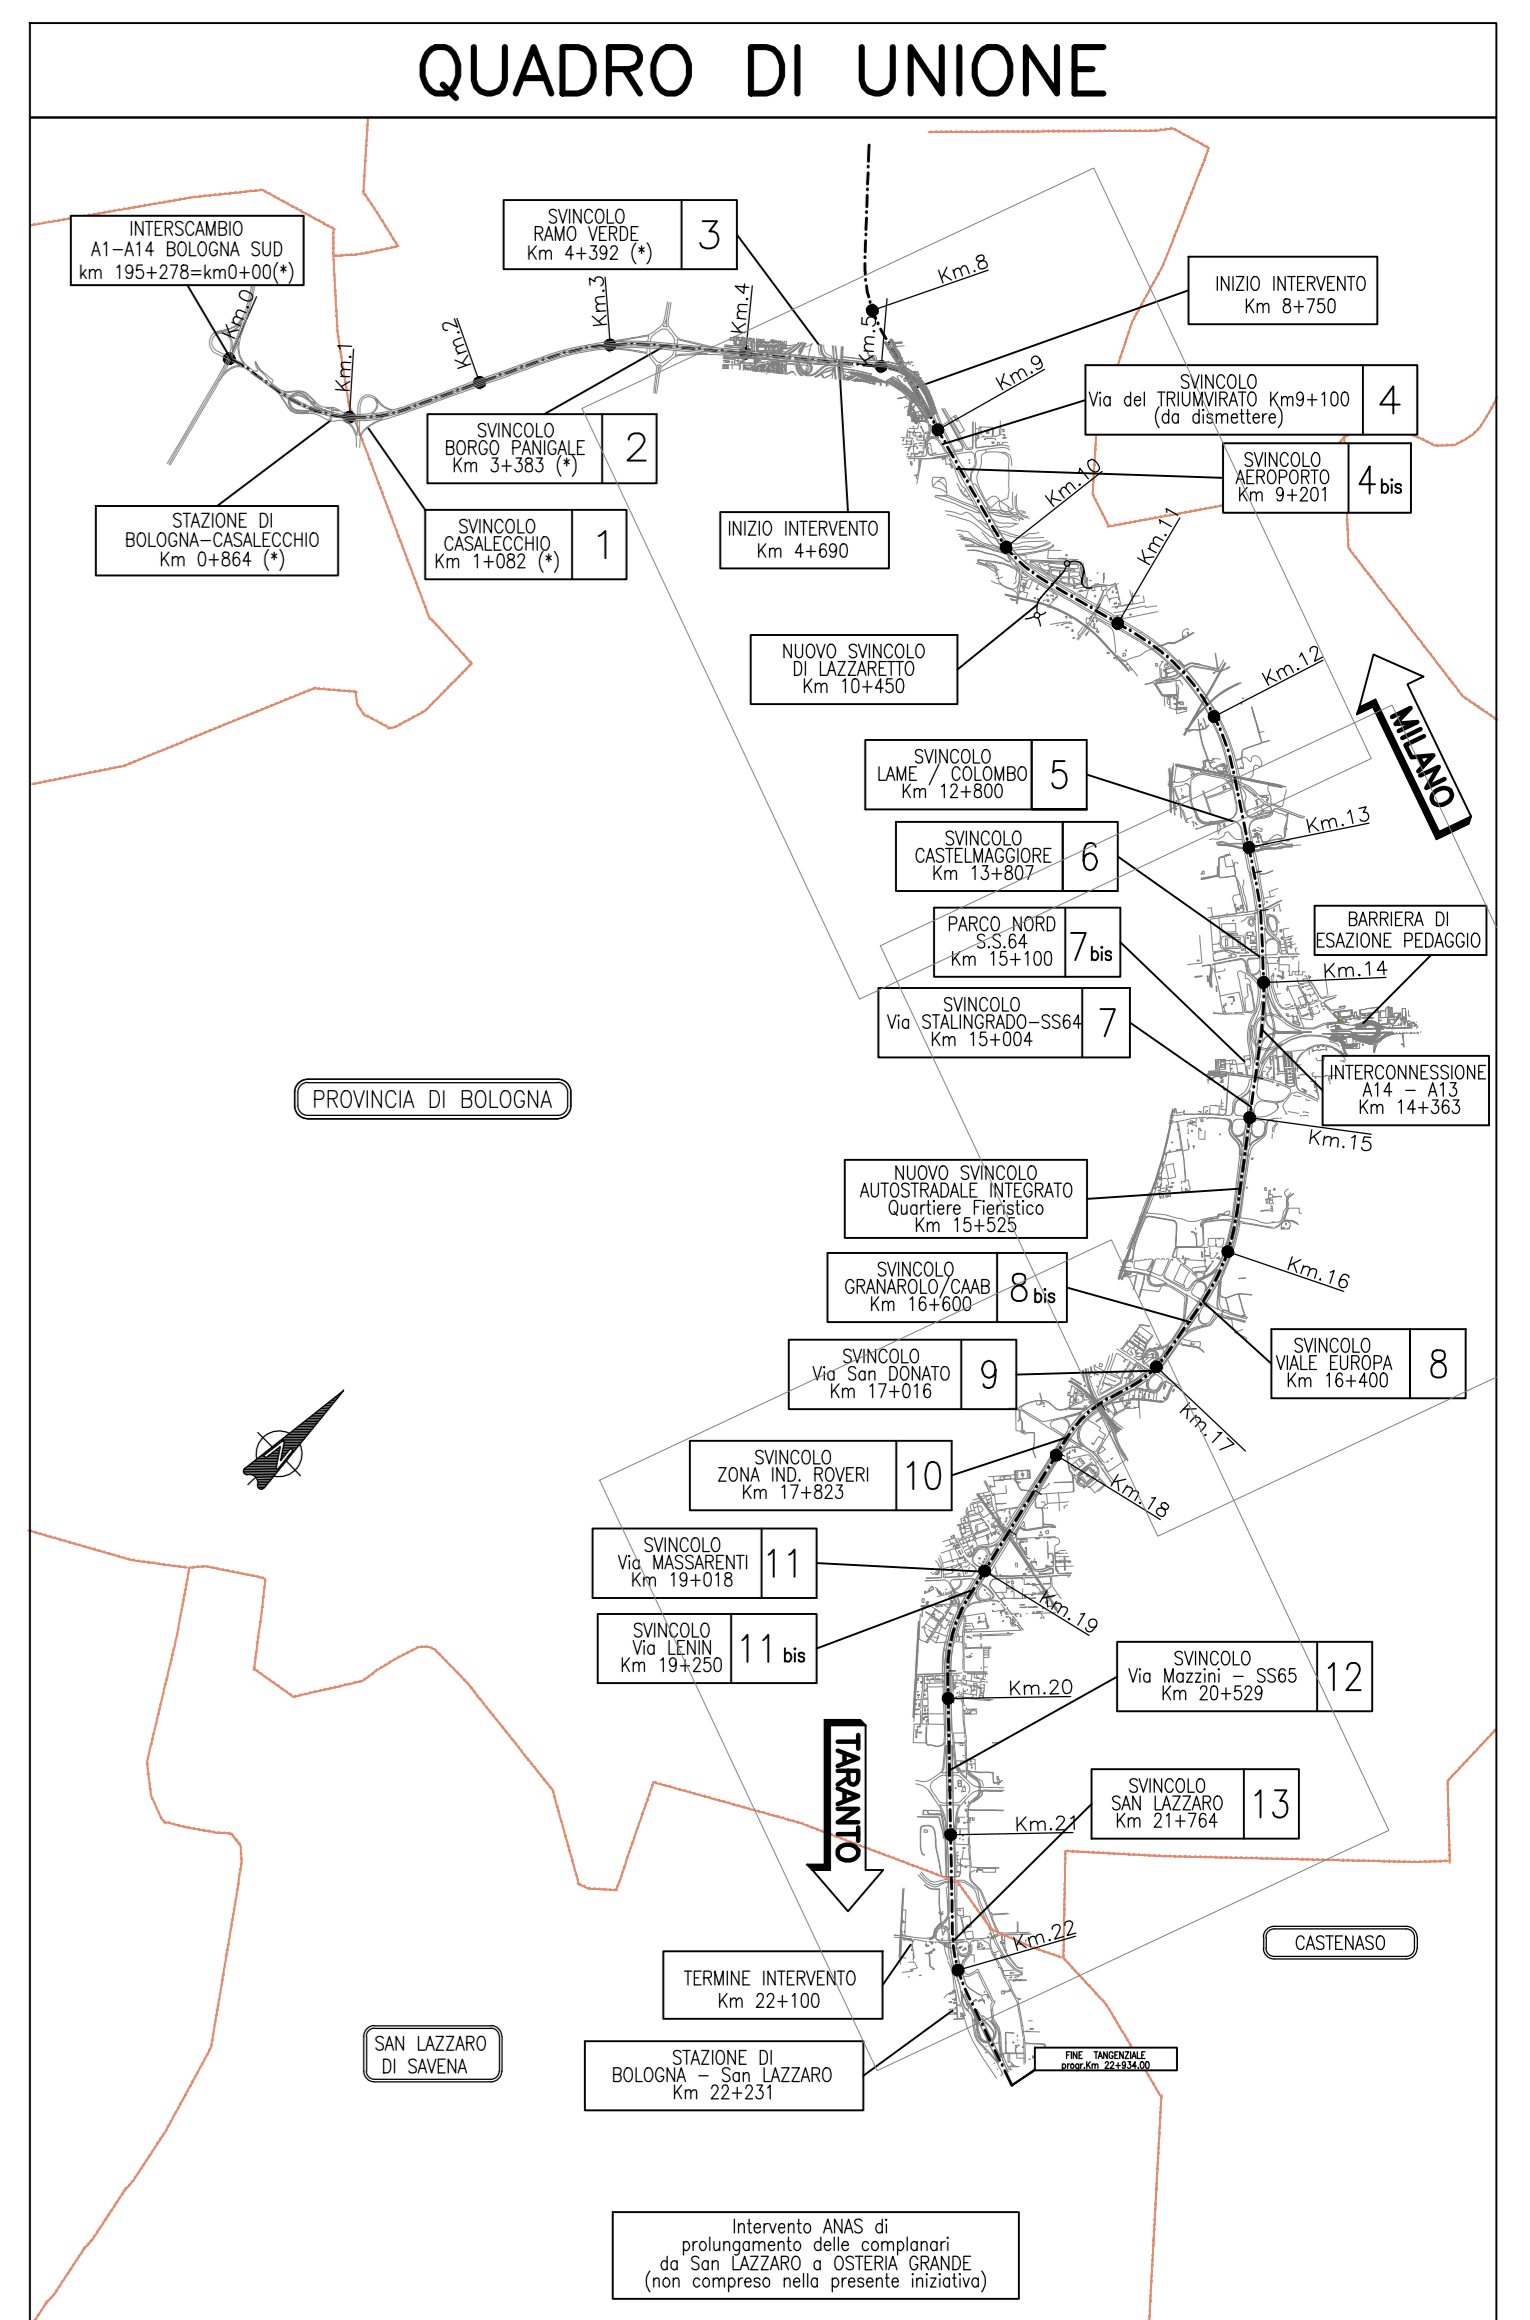 QUADRO DI UNIONE
INTERSCAMBIO
A1-A14 BOLOGNA SUD
km 195+278=km0+00(*)
SVINCOLO
RAMO VERDE
Km 4+392 (*)
3
Km.8
INIZIO INTERVENTO
Km 8+750
Km.0
Km.1
Km.2
Km.3
Km.4
Km.5
Km.9
SVINCOLO
Via del TRIUMVIRATO Km9+100
(da dismettere)
4
SVINCOLO
BORGO PANIGALE
Km 3+383 (*)
2
SVINCOLO
AEROPORTO
Km 9+201
4 bis
Km.10
STAZIONE DI
BOLOGNA-CASALECCHIO
Km 0+864 (*)
SVINCOLO
CASALECCHIO
Km 1+082 (*)
1
INIZIO INTERVENTO
Km 4+690
Km.11
NUOVO SVINCOLO
DI LAZZARETTO
Km 10+450
Km.12
MILANO
SVINCOLO
LAME / COLOMBO
Km 12+800
5
Km.13
SVINCOLO
CASTELMAGGIORE
Km 13+807
6
PARCO NORD
S.S.64
Km 15+100
7 bis
BARRIERA DI
ESAZIONE PEDAGGIO
Km.14
SVINCOLO
Via STALINGRADO-SS64
Km 15+004
7
INTERCONNESSIONE
A14 - A13
Km 14+363
PROVINCIA DI BOLOGNA
Km.15
NUOVO SVINCOLO
AUTOSTRADALE INTEGRATO
Quartiere Fieristico
Km 15+525
Km.16
SVINCOLO
GRANAROLO/CAAB
Km 16+600
8 bis
SVINCOLO
VIALE EUROPA
Km 16+400
8
SVINCOLO
Via San DONATO
Km 17+016
9
Km.17
SVINCOLO
ZONA IND. ROVERI
Km 17+823
10
Km.18
SVINCOLO
Via MASSARENTI
Km 19+018
11
Km.19
SVINCOLO
Via LENIN
Km 19+250
11 bis
SVINCOLO
Via Mazzini - SS65
Km 20+529
12
Km.20
TARANTO
SVINCOLO
SAN LAZZARO
Km 21+764
13
Km.21
Km.22
CASTENASO
TERMINE INTERVENTO
Km 22+100
SAN LAZZARO
DI SAVENA
STAZIONE DI
BOLOGNA - San LAZZARO
Km 22+231
FINE TANGENZIALE
progr.Km 22+934.00
Intervento ANAS di
prolungamento delle complanari
da San LAZZARO a OSTERIA GRANDE
(non compreso nella presente iniziativa)